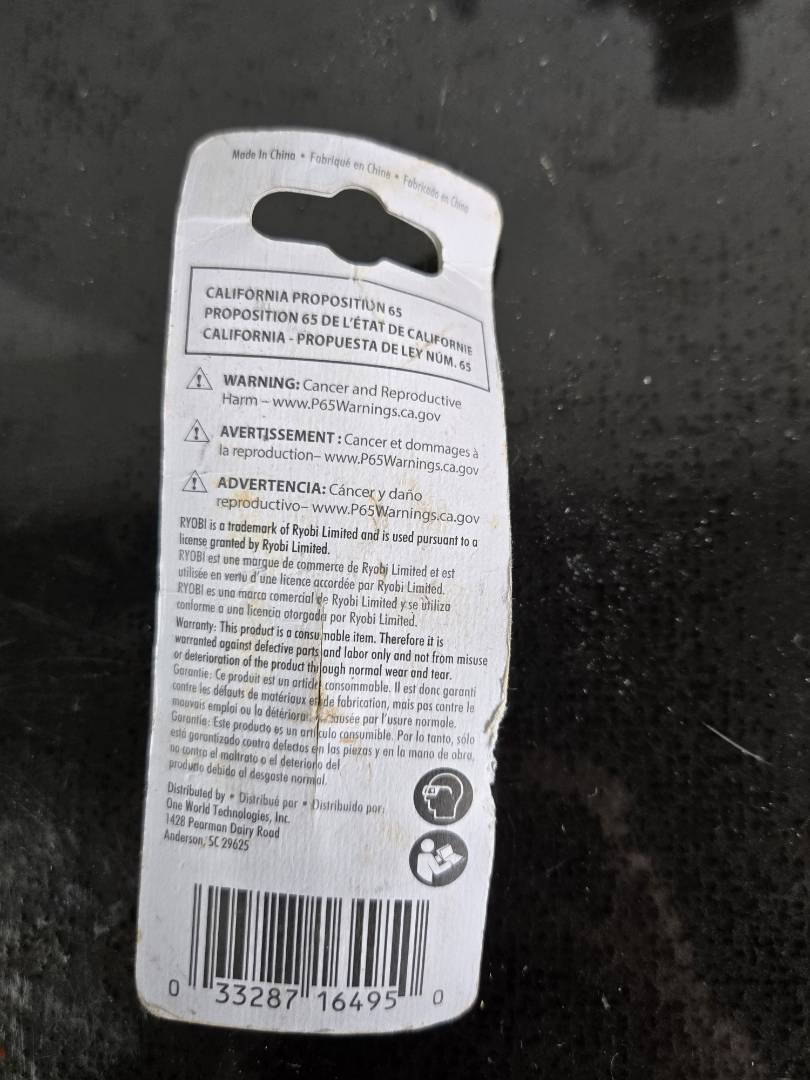 Made In China • Fabriqué en Chine • Fabricado en China
CALIFORNIA PROPOSITION 65
PROPOSITION 65 DE L'ÉTAT DE CALIFORNIE
CALIFORNIA - PROPUESTA DE LEY NÚM. 65
WARNING: Cancer and Reproductive
Harm – www.P65Warnings.ca.gov
AVERTISSEMENT : Cancer et dommages à
la reproduction– www.P65Warnings.ca.gov
ADVERTENCIA: Cáncer y daño
reproductivo– www.P65Warnings.ca.gov
RYOBI is a trademark of Ryobi Limited and is used pursuant to a
license granted by Ryobi Limited.
RYOBI est une marque de commerce de Ryobi Limited et est
utilisée en vertu d'une licence accordée par Ryobi Limited.
RYOBI es una marca comercial de Ryobi Limited y se utiliza
conforme a una licencia otorgada por Ryobi Limited.
Warranty: This product is a consumable item. Therefore it is
warranted against defective parts and labor only and not from misuse
or deterioration of the product through normal wear and tear.
Garantie: Ce produit est un article consommable. Il est donc garanti
contre les défauts de matériaux et de fabrication, mais pas contre le
mauvais emploi ou la détérioration causée par l'usure normale.
Garantía: Este producto es un artículo consumible. Por lo tanto, sólo
está garantizado contra defectos en las piezas y en la mano de obra,
no contra el maltrato o el deterioro del
produto debido al desgaste normal.
Distributed by • Distribué par • Distribuido por:
One World Technologies, Inc.
1428 Pearman Dairy Road
Anderson, SC 29625
0 33287 16495 0